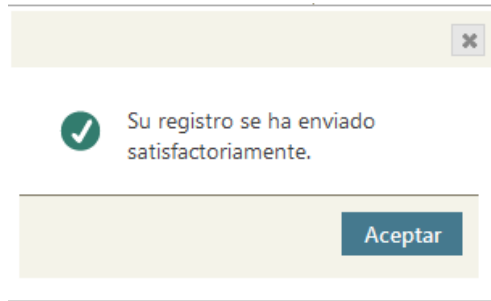 Su registro se ha enviado
satisfactoriamente.
Aceptar